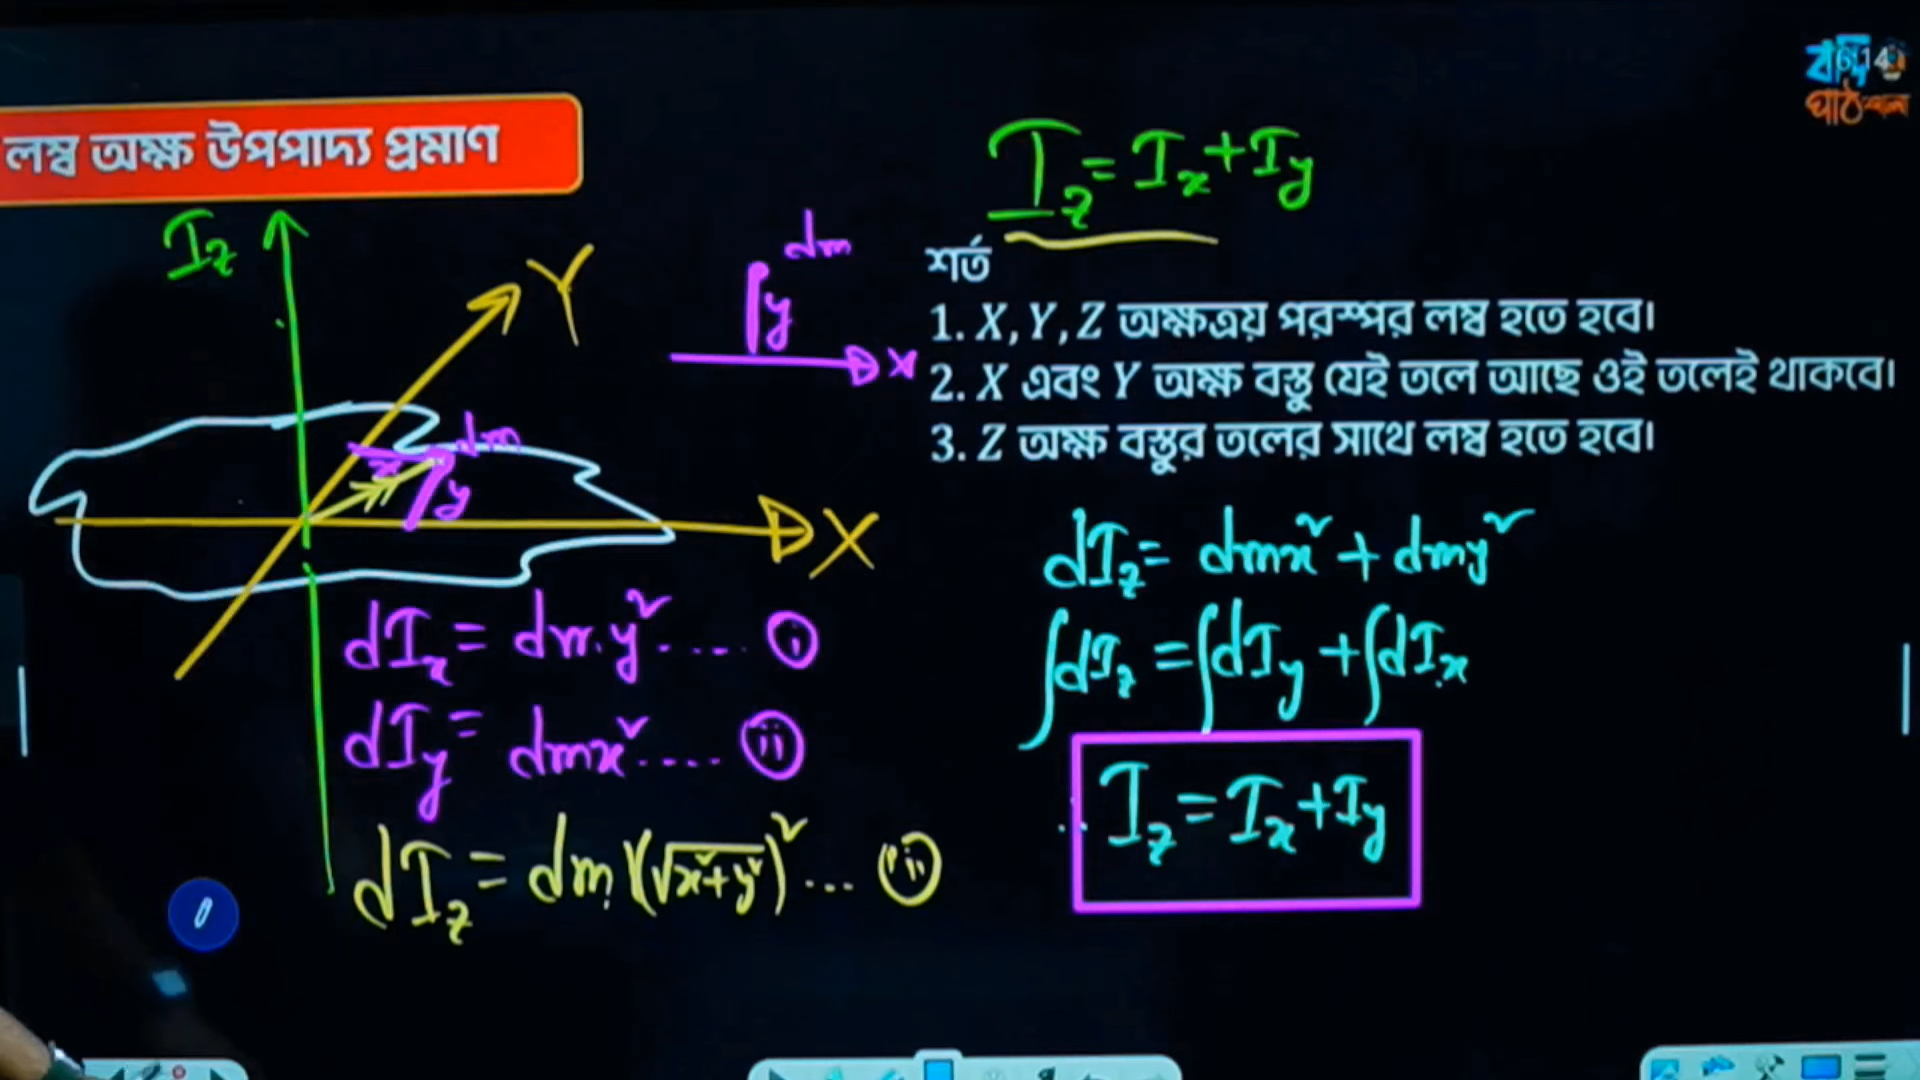 লম্ব অক্ষ উপপাদ্য প্রমাণ
I_z = I_x + I_y
শর্ত
1. X, Y, Z অক্ষত্রয় পরস্পর লম্ব হতে হবে।
2. X এবং Y অক্ষ বস্তু যেই তলে আছে ওই তলেই থাকবে।
3. Z অক্ষ বস্তুর তলের সাথে লম্ব হতে হবে।
I_z
Y
X
dm
x
y
dm
y
X
dI_x = dm.y² .... (i)
dI_y = dmx² .... (ii)
dI_z = dm (√x²+y²)² ... (iii)
dI_z = dmx² + dmy²
∫dI_z = ∫dI_y + ∫dI_x
I_z = I_x + I_y
পাঠশালা